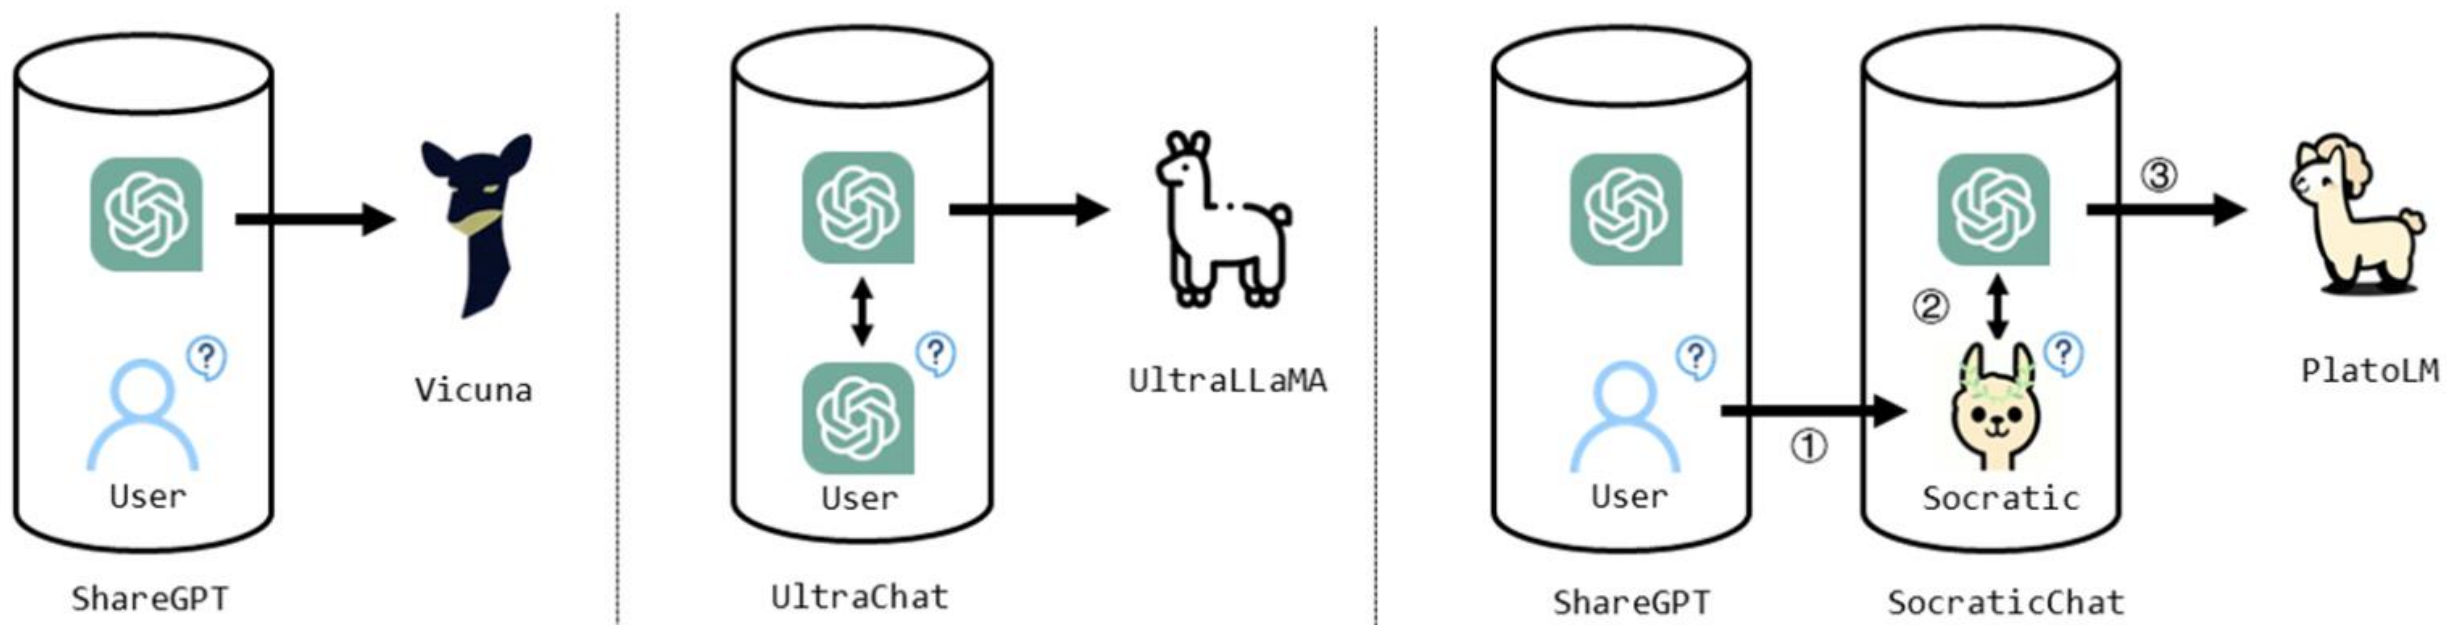 ?
User
ShareGPT
Vicuna
?
User
UltraChat
UltraLLaMA
?
User
ShareGPT
①
②
?
Socratic
SocraticChat
③
PlatoLM